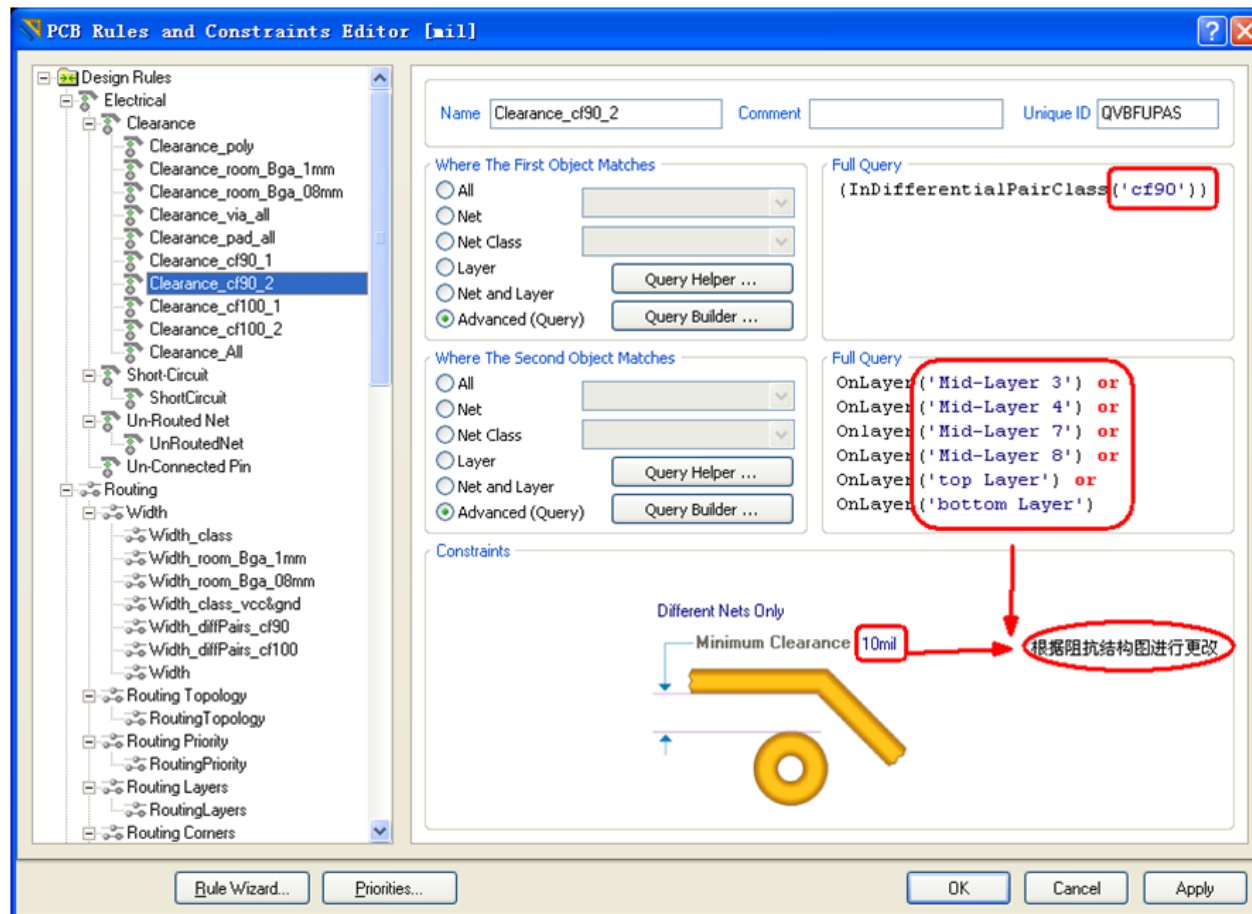 PCB Rules and Constraints Editor [mil]
Design Rules
Electrical
Clearance
Clearance_poly
Clearance_room_Bga_1mm
Clearance_room_Bga_08mm
Clearance_via_all
Clearance_pad_all
Clearance_cf90_1
Clearance_cf90_2
Clearance_cf100_1
Clearance_cf100_2
Clearance_All
Short-Circuit
ShortCircuit
Un-Routed Net
UnRoutedNet
Un-Connected Pin
Routing
Width
Width_class
Width_room_Bga_1mm
Width_room_Bga_08mm
Width_class_vcc&gnd
Width_diffPairs_cf90
Width_diffPairs_cf100
Width
Routing Topology
RoutingTopology
Routing Priority
RoutingPriority
Routing Layers
RoutingLayers
Routing Corners
Name Clearance_cf90_2 Comment Unique ID QVBFUPAS
Where The First Object Matches
All
Net
Net Class
Layer
Net and Layer
Advanced (Query)
Query Helper ...
Query Builder ...
Full Query
(InDifferentialPairClass('cf90'))
Where The Second Object Matches
All
Net
Net Class
Layer
Net and Layer
Advanced (Query)
Query Helper ...
Query Builder ...
Full Query
OnLayer('Mid-Layer 3') or
OnLayer('Mid-Layer 4') or
Onlayer('Mid-Layer 7') or
OnLayer('Mid-Layer 8') or
OnLayer('top Layer') or
OnLayer('bottom Layer')
Constraints
Different Nets Only
Minimum Clearance 10mil
根据阻抗结构图进行更改
Rule Wizard... Priorities... OK Cancel Apply